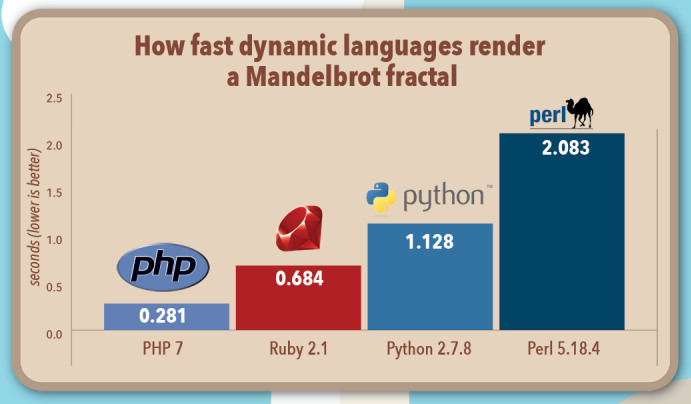 How fast dynamic languages render
a Mandelbrot fractal
seconds (lower is better)
2.5
2.0
1.5
1.0
0.5
0.0
php
0.281
PHP 7
0.684
Ruby 2.1
python™
1.128
Python 2.7.8
perl
2.083
Perl 5.18.4